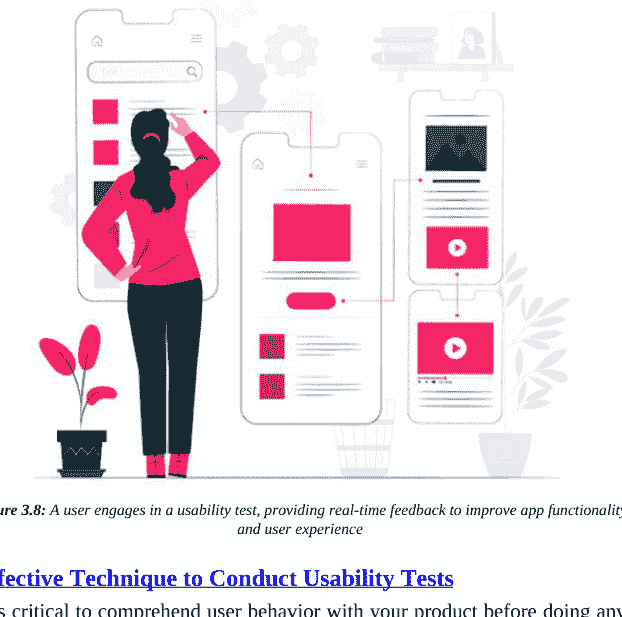 ure 3.8: A user engages in a usability test, providing real-time feedback to improve app functionality
and user experience
ffective Technique to Conduct Usability Tests
s critical to comprehend user behavior with your product before doing any